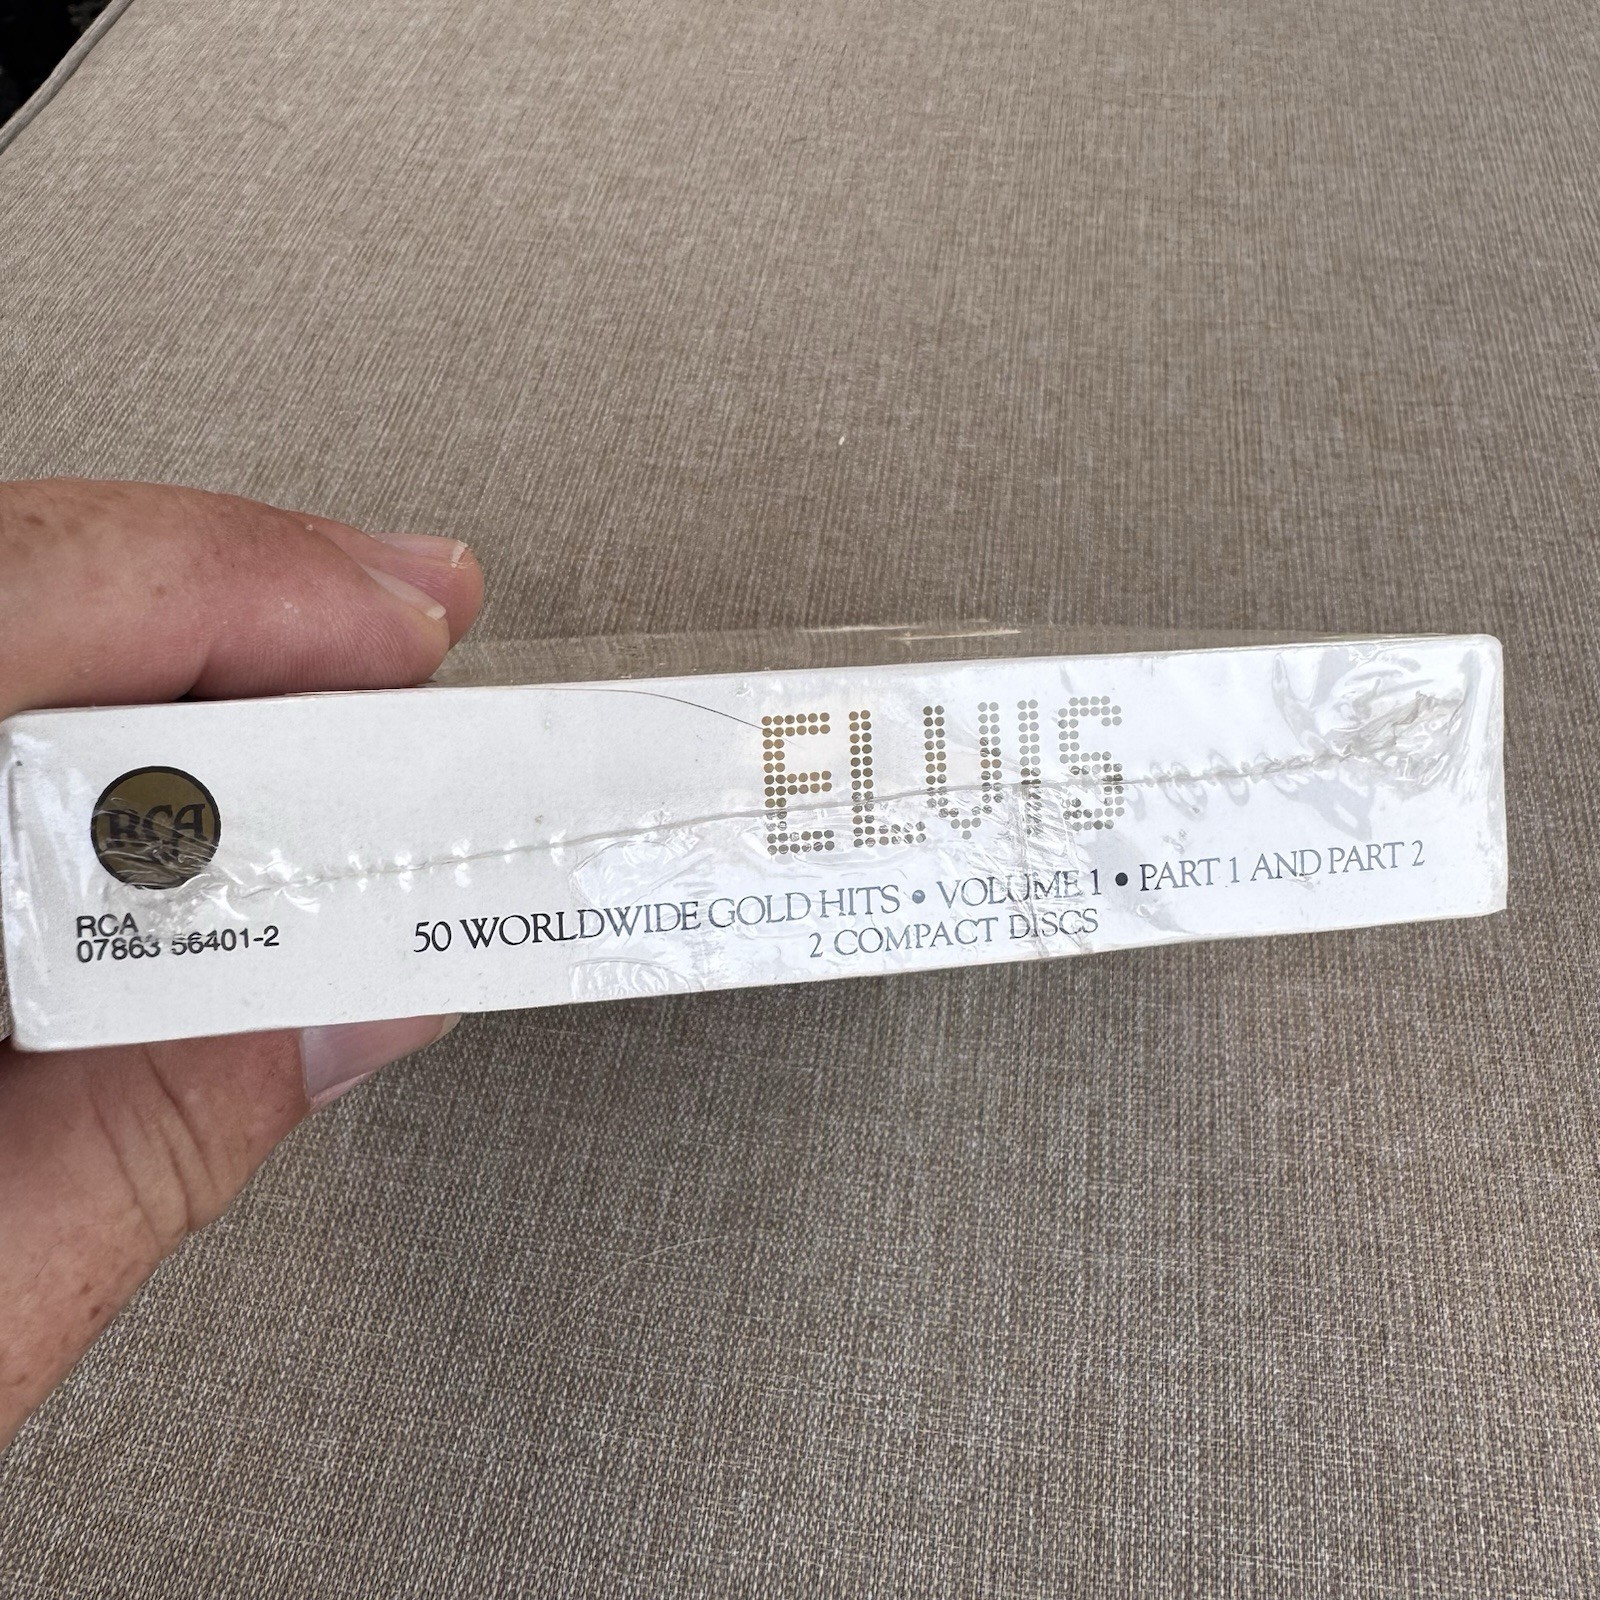 ELVIS
RCA
RCA
07863 56401-2
50 WORLDWIDE GOLD HITS • VOLUME 1 • PART 1 AND PART 2
2 COMPACT DISCS